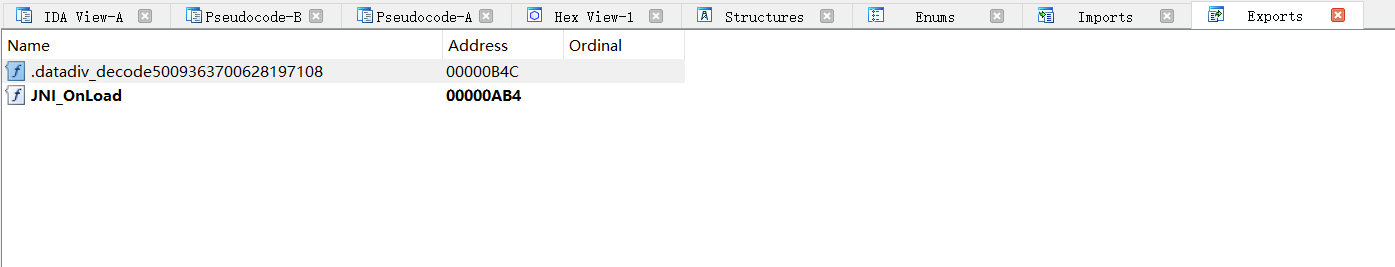 IDA View-A Pseudocode-B Pseudocode-A Hex View-1 Structures Enums Imports Exports
Name Address Ordinal
.datadiv_decode5009363700628197108 00000B4C
JNI_OnLoad 00000AB4